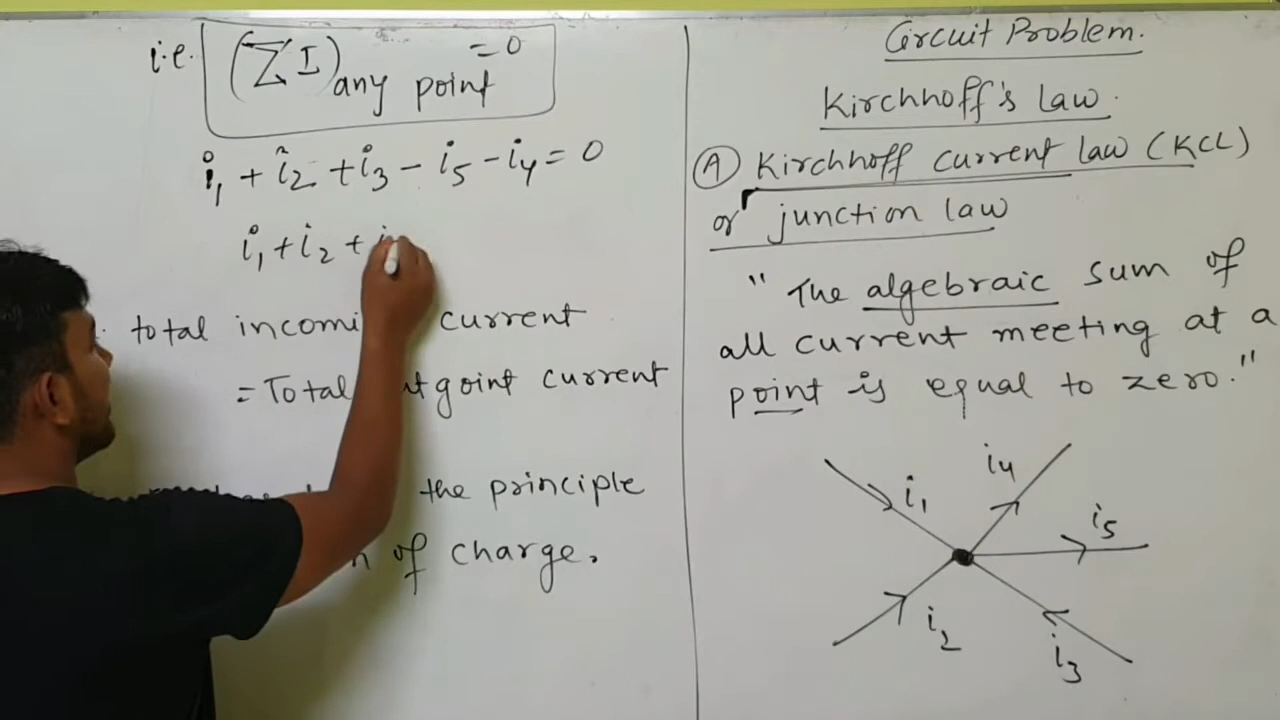 i.e. (ΣI) any point = 0
i₁ + i₂ + i₃ - i₅ - i₄ = 0
i₁ + i₂ + i
total incomi current
= Total goint current
the principle
of charge.
Circuit Problem.
Kirchhoff's law.
(A) Kirchhoff current law (KCL)
or junction law
"The algebraic sum of
all current meeting at a
point is equal to zero."
i₁
i₄
i₅
i₂
i₃